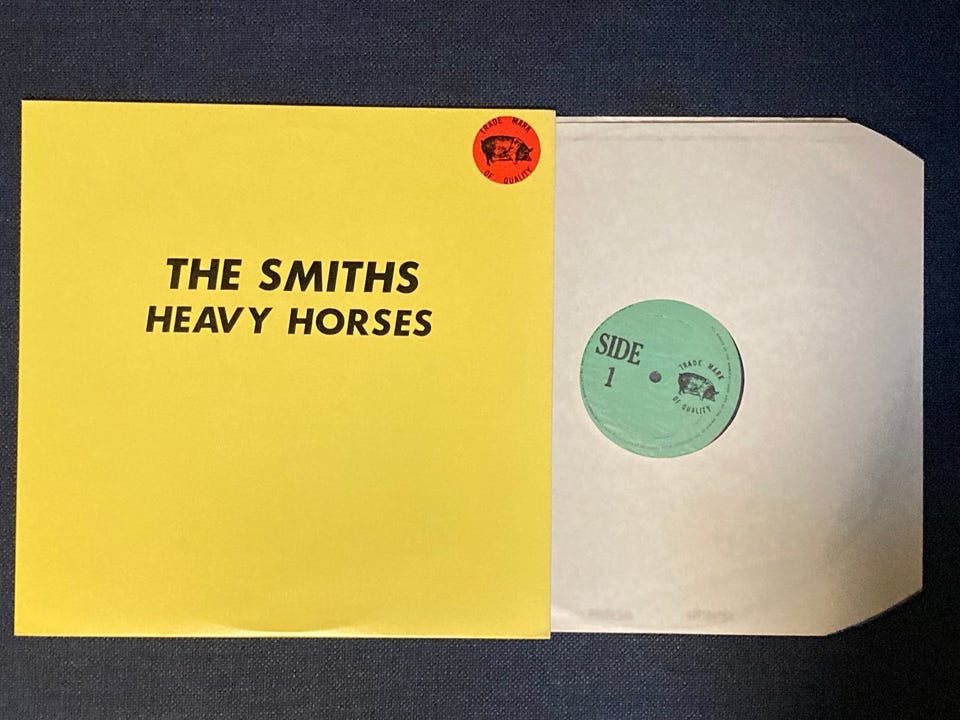 TRADE MARK
OF QUALITY
THE SMITHS
HEAVY HORSES
SIDE
1
TRADE MARK
OF QUALITY